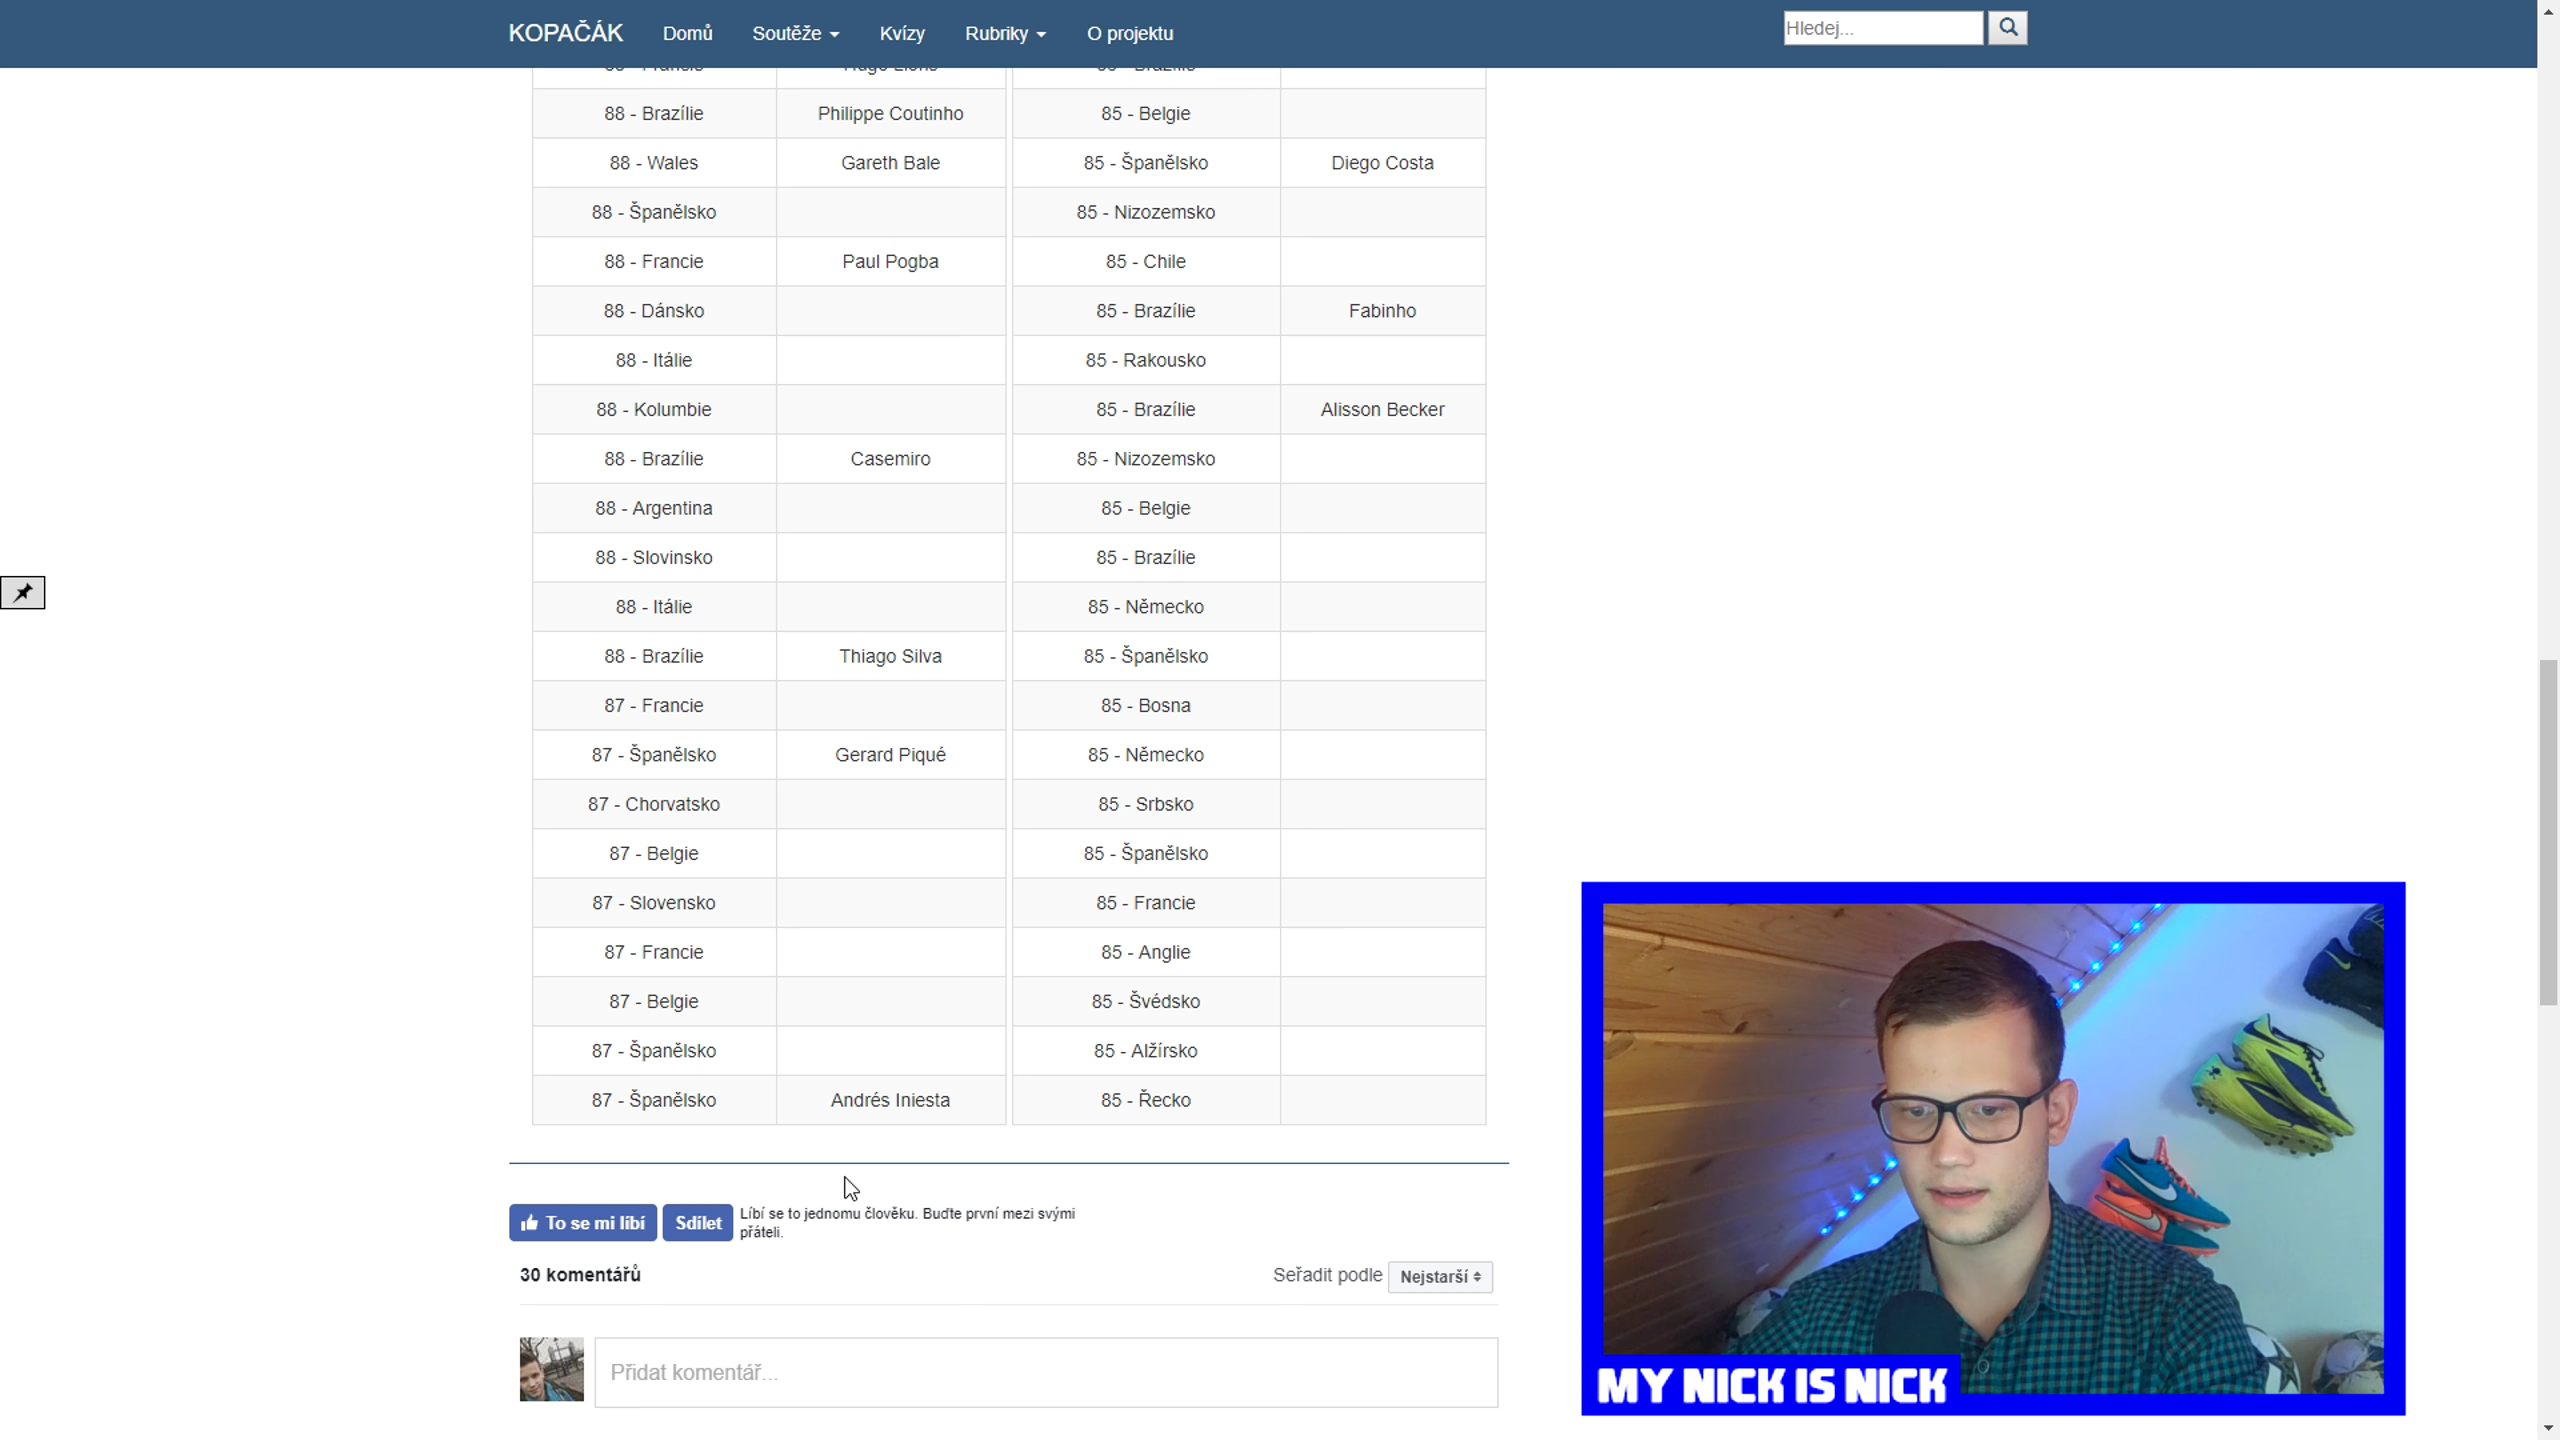 KOPAČÁK Domů Soutěže Kvízy Rubriky O projektu Hledej...
88 - Brazílie Philippe Coutinho 85 - Belgie
88 - Wales Gareth Bale 85 - Španělsko Diego Costa
88 - Španělsko 85 - Nizozemsko
88 - Francie Paul Pogba 85 - Chile
88 - Dánsko 85 - Brazílie Fabinho
88 - Itálie 85 - Rakousko
88 - Kolumbie 85 - Brazílie Alisson Becker
88 - Brazílie Casemiro 85 - Nizozemsko
88 - Argentina 85 - Belgie
88 - Slovinsko 85 - Brazílie
88 - Itálie 85 - Německo
88 - Brazílie Thiago Silva 85 - Španělsko
87 - Francie 85 - Bosna
87 - Španělsko Gerard Piqué 85 - Německo
87 - Chorvatsko 85 - Srbsko
87 - Belgie 85 - Španělsko
87 - Slovensko 85 - Francie
87 - Francie 85 - Anglie
87 - Belgie 85 - Švédsko
87 - Španělsko 85 - Alžírsko
87 - Španělsko Andrés Iniesta 85 - Řecko
To se mi líbí Sdílet Líbí se to jednomu člověku. Buďte první mezi svými
přáteli.
30 komentářů Seřadit podle Nejstarší
Přidat komentář...
MY NICK IS NICK